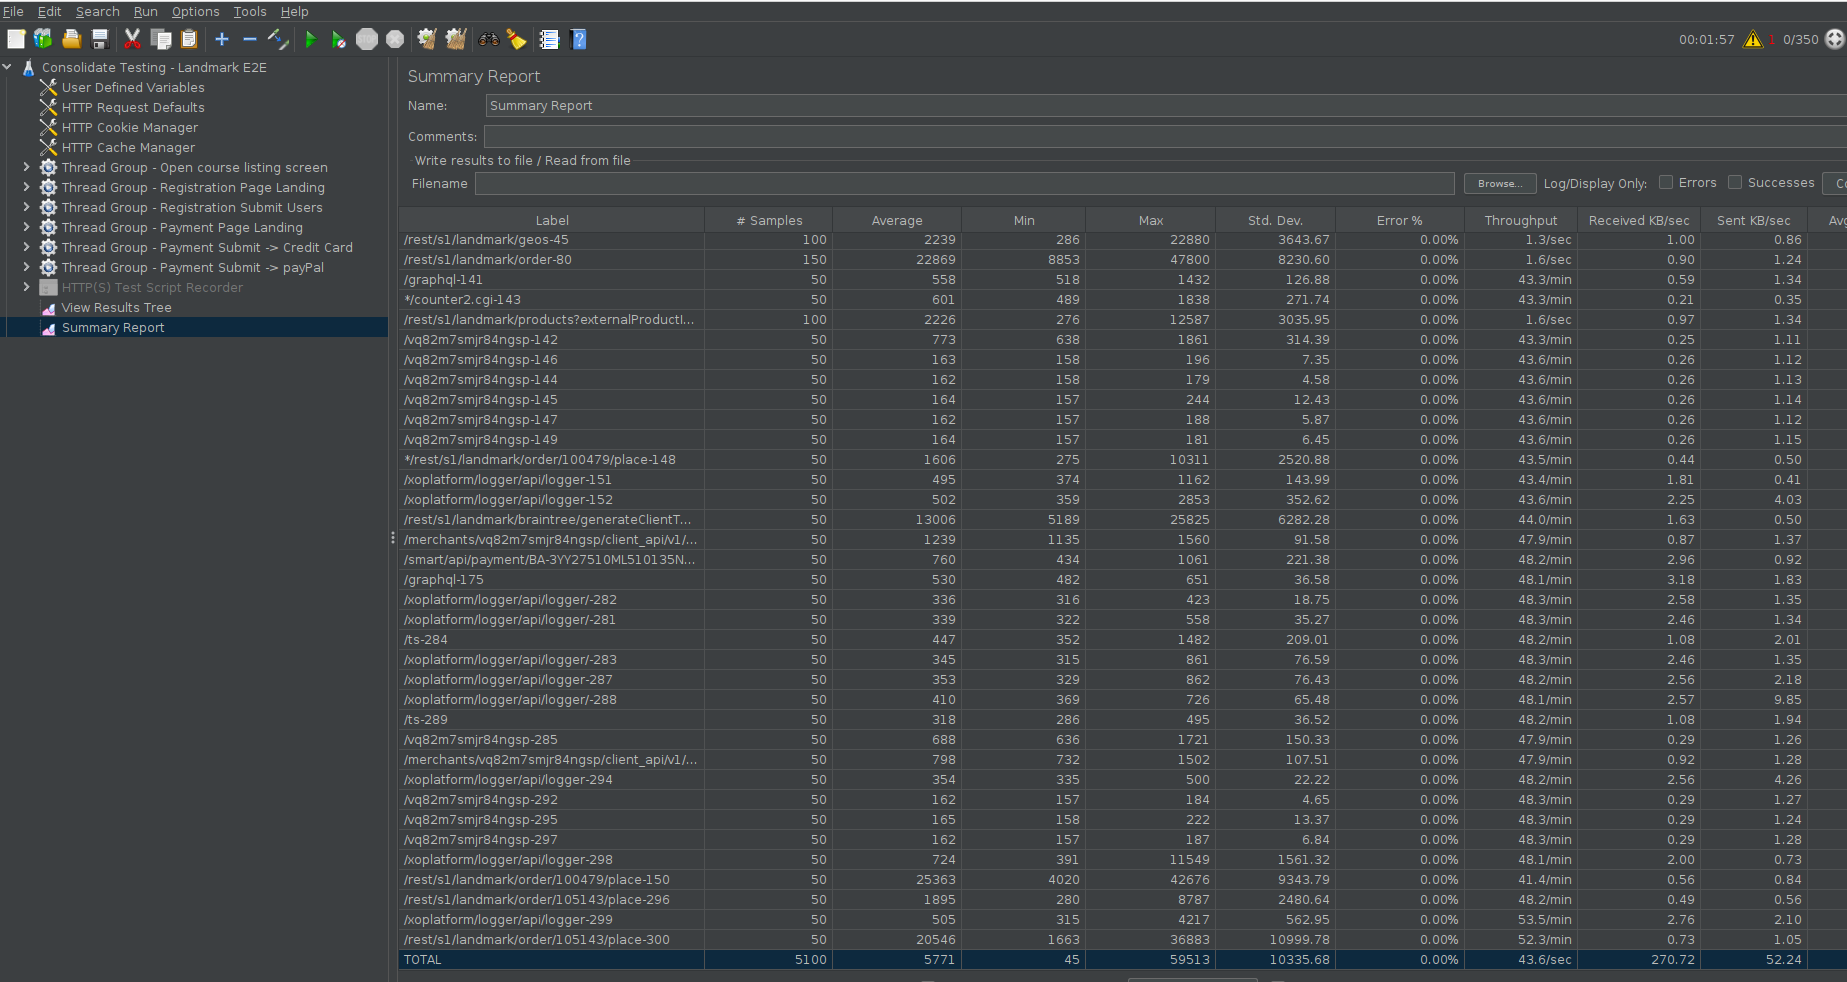 File Edit Search Run Options Tools Help
00:01:57 1 0/350
Consolidate Testing - Landmark E2E
User Defined Variables
HTTP Request Defaults
HTTP Cookie Manager
HTTP Cache Manager
Thread Group - Open course listing screen
Thread Group - Registration Page Landing
Thread Group - Registration Submit Users
Thread Group - Payment Page Landing
Thread Group - Payment Submit -> Credit Card
Thread Group - Payment Submit -> payPal
HTTP(S) Test Script Recorder
View Results Tree
Summary Report
Summary Report
Name: Summary Report
Comments:
Write results to file / Read from file
Filename Browse... Log/Display Only: Errors Successes Co
Label # Samples Average Min Max Std. Dev. Error % Throughput Received KB/sec Sent KB/sec Avg
/rest/s1/landmark/geos-45 100 2239 286 22880 3643.67 0.00% 1.3/sec 1.00 0.86
/rest/s1/landmark/order-80 150 22869 8853 47800 8230.60 0.00% 1.6/sec 0.90 1.24
/graphql-141 50 558 518 1432 126.88 0.00% 43.3/min 0.59 1.34
*/counter2.cgi-143 50 601 489 1838 271.74 0.00% 43.3/min 0.21 0.35
/rest/s1/landmark/products?externalProductI... 100 2226 276 12587 3035.95 0.00% 1.6/sec 0.97 1.34
/vq82m7smjr84ngsp-142 50 773 638 1861 314.39 0.00% 43.3/min 0.25 1.11
/vq82m7smjr84ngsp-146 50 163 158 196 7.35 0.00% 43.6/min 0.26 1.12
/vq82m7smjr84ngsp-144 50 162 158 179 4.58 0.00% 43.6/min 0.26 1.13
/vq82m7smjr84ngsp-145 50 164 157 244 12.43 0.00% 43.6/min 0.26 1.14
/vq82m7smjr84ngsp-147 50 162 157 188 5.87 0.00% 43.6/min 0.26 1.12
/vq82m7smjr84ngsp-149 50 164 157 181 6.45 0.00% 43.6/min 0.26 1.15
*/rest/s1/landmark/order/100479/place-148 50 1606 275 10311 2520.88 0.00% 43.5/min 0.44 0.50
/xoplatform/logger/api/logger-151 50 495 374 1162 143.99 0.00% 43.4/min 1.81 0.41
/xoplatform/logger/api/logger-152 50 502 359 2853 352.62 0.00% 43.6/min 2.25 4.03
/rest/s1/landmark/braintree/generateClientT... 50 13006 5189 25825 6282.28 0.00% 44.0/min 1.63 0.50
/merchants/vq82m7smjr84ngsp/client_api/v1/... 50 1239 1135 1560 91.58 0.00% 47.9/min 0.87 1.37
/smart/api/payment/BA-3YY27510ML510135N... 50 760 434 1061 221.38 0.00% 48.2/min 2.96 0.92
/graphql-175 50 530 482 651 36.58 0.00% 48.1/min 3.18 1.83
/xoplatform/logger/api/logger/-282 50 336 316 423 18.75 0.00% 48.3/min 2.58 1.35
/xoplatform/logger/api/logger/-281 50 339 322 558 35.27 0.00% 48.3/min 2.46 1.34
/ts-284 50 447 352 1482 209.01 0.00% 48.2/min 1.08 2.01
/xoplatform/logger/api/logger/-283 50 345 315 861 76.59 0.00% 48.3/min 2.46 1.35
/xoplatform/logger/api/logger-287 50 353 329 862 76.43 0.00% 48.2/min 2.56 2.18
/xoplatform/logger/api/logger/-288 50 410 369 726 65.48 0.00% 48.1/min 2.57 9.85
/ts-289 50 318 286 495 36.52 0.00% 48.2/min 1.08 1.94
/vq82m7smjr84ngsp-285 50 688 636 1721 150.33 0.00% 47.9/min 0.29 1.26
/merchants/vq82m7smjr84ngsp/client_api/v1/... 50 798 732 1502 107.51 0.00% 47.9/min 0.92 1.28
/xoplatform/logger/api/logger-294 50 354 335 500 22.22 0.00% 48.2/min 2.56 4.26
/vq82m7smjr84ngsp-292 50 162 157 184 4.65 0.00% 48.3/min 0.29 1.27
/vq82m7smjr84ngsp-295 50 165 158 222 13.37 0.00% 48.3/min 0.29 1.24
/vq82m7smjr84ngsp-297 50 162 157 187 6.84 0.00% 48.3/min 0.29 1.28
/xoplatform/logger/api/logger-298 50 724 391 11549 1561.32 0.00% 48.1/min 2.00 0.73
/rest/s1/landmark/order/100479/place-150 50 25363 4020 42676 9343.79 0.00% 41.4/min 0.56 0.84
/rest/s1/landmark/order/105143/place-296 50 1895 280 8787 2480.64 0.00% 48.2/min 0.49 0.56
/xoplatform/logger/api/logger-299 50 505 315 4217 562.95 0.00% 53.5/min 2.76 2.10
/rest/s1/landmark/order/105143/place-300 50 20546 1663 36883 10999.78 0.00% 52.3/min 0.73 1.05
TOTAL 5100 5771 45 59513 10335.68 0.00% 43.6/sec 270.72 52.24